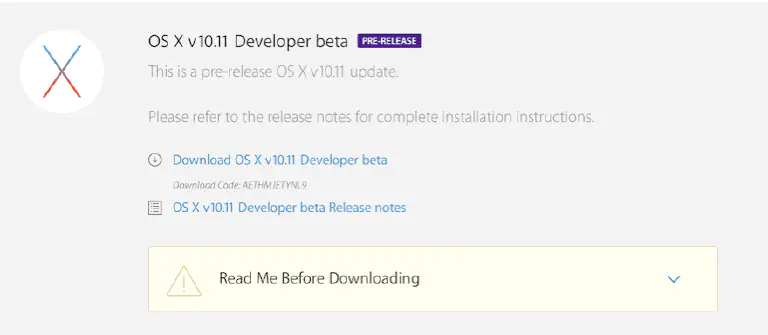 OS X v10.11 Developer beta PRE-RELEASE
This is a pre-release OS X v10.11 update.
Please refer to the release notes for complete installation instructions.
Download OS X v10.11 Developer beta
Download Code: AETHMJETYNL9
OS X v10.11 Developer beta Release notes
Read Me Before Downloading